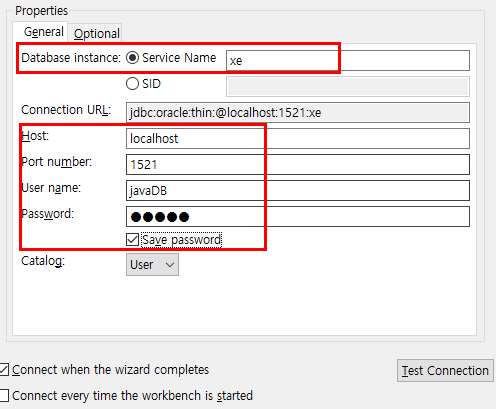 Properties
General Optional
Database instance: Service Name xe
SID
Connection URL: jdbc:oracle:thin:@localhost:1521:xe
Host: localhost
Port number: 1521
User name: javaDB
Password: ●●●●●
Save password
Catalog: User
Connect when the wizard completes
Test Connection
Connect every time the workbench is started